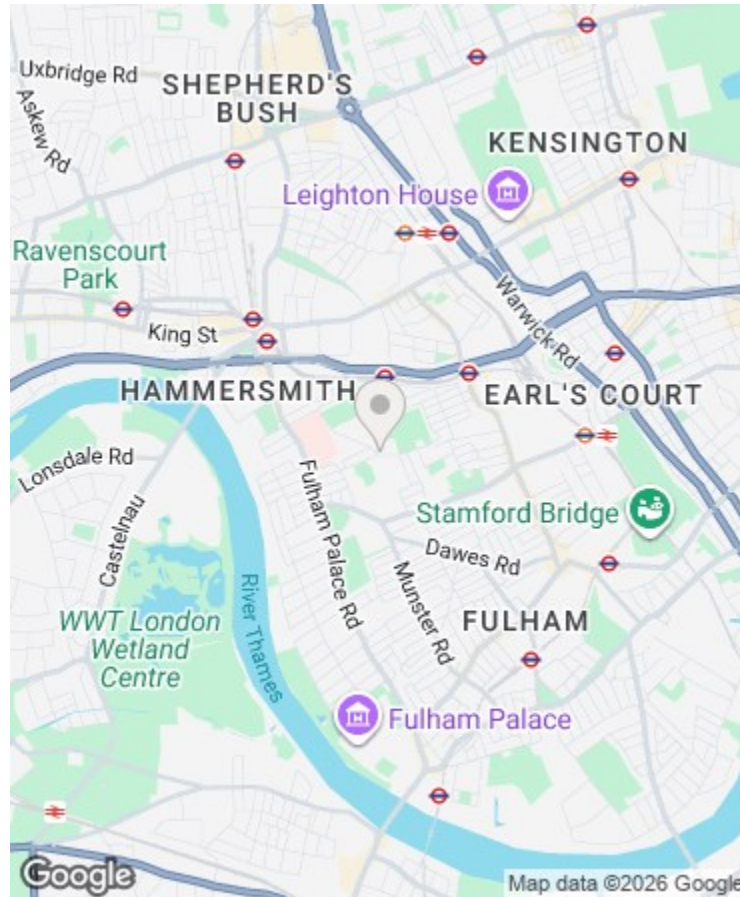 Uxbridge Rd
Askew Rd
SHEPHERD'S
BUSH
KENSINGTON
Leighton House
Ravenscourt
Park
King St
Warwick Rd
HAMMERSMITH
EARL'S COURT
Lonsdale Rd
Castelnau
Fulham Palace Rd
Stamford Bridge
Dawes Rd
Munster Rd
River Thames
WWT London
Wetland
Centre
FULHAM
Fulham Palace
Google
Map data ©2026 Google